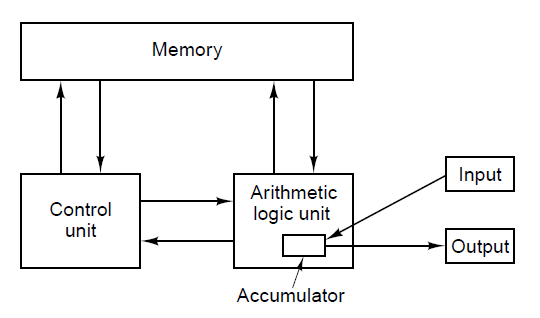 Memory
Control
unit
Arithmetic
logic unit
Input
Output
Accumulator